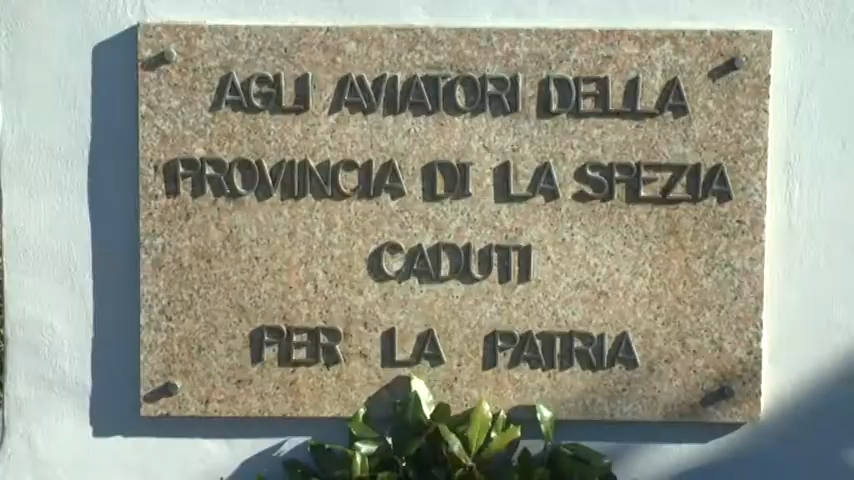 AGLI AVIATORI DELLA
PROVINCIA DI LA SPEZIA
CADUTI
PER LA PATRIA